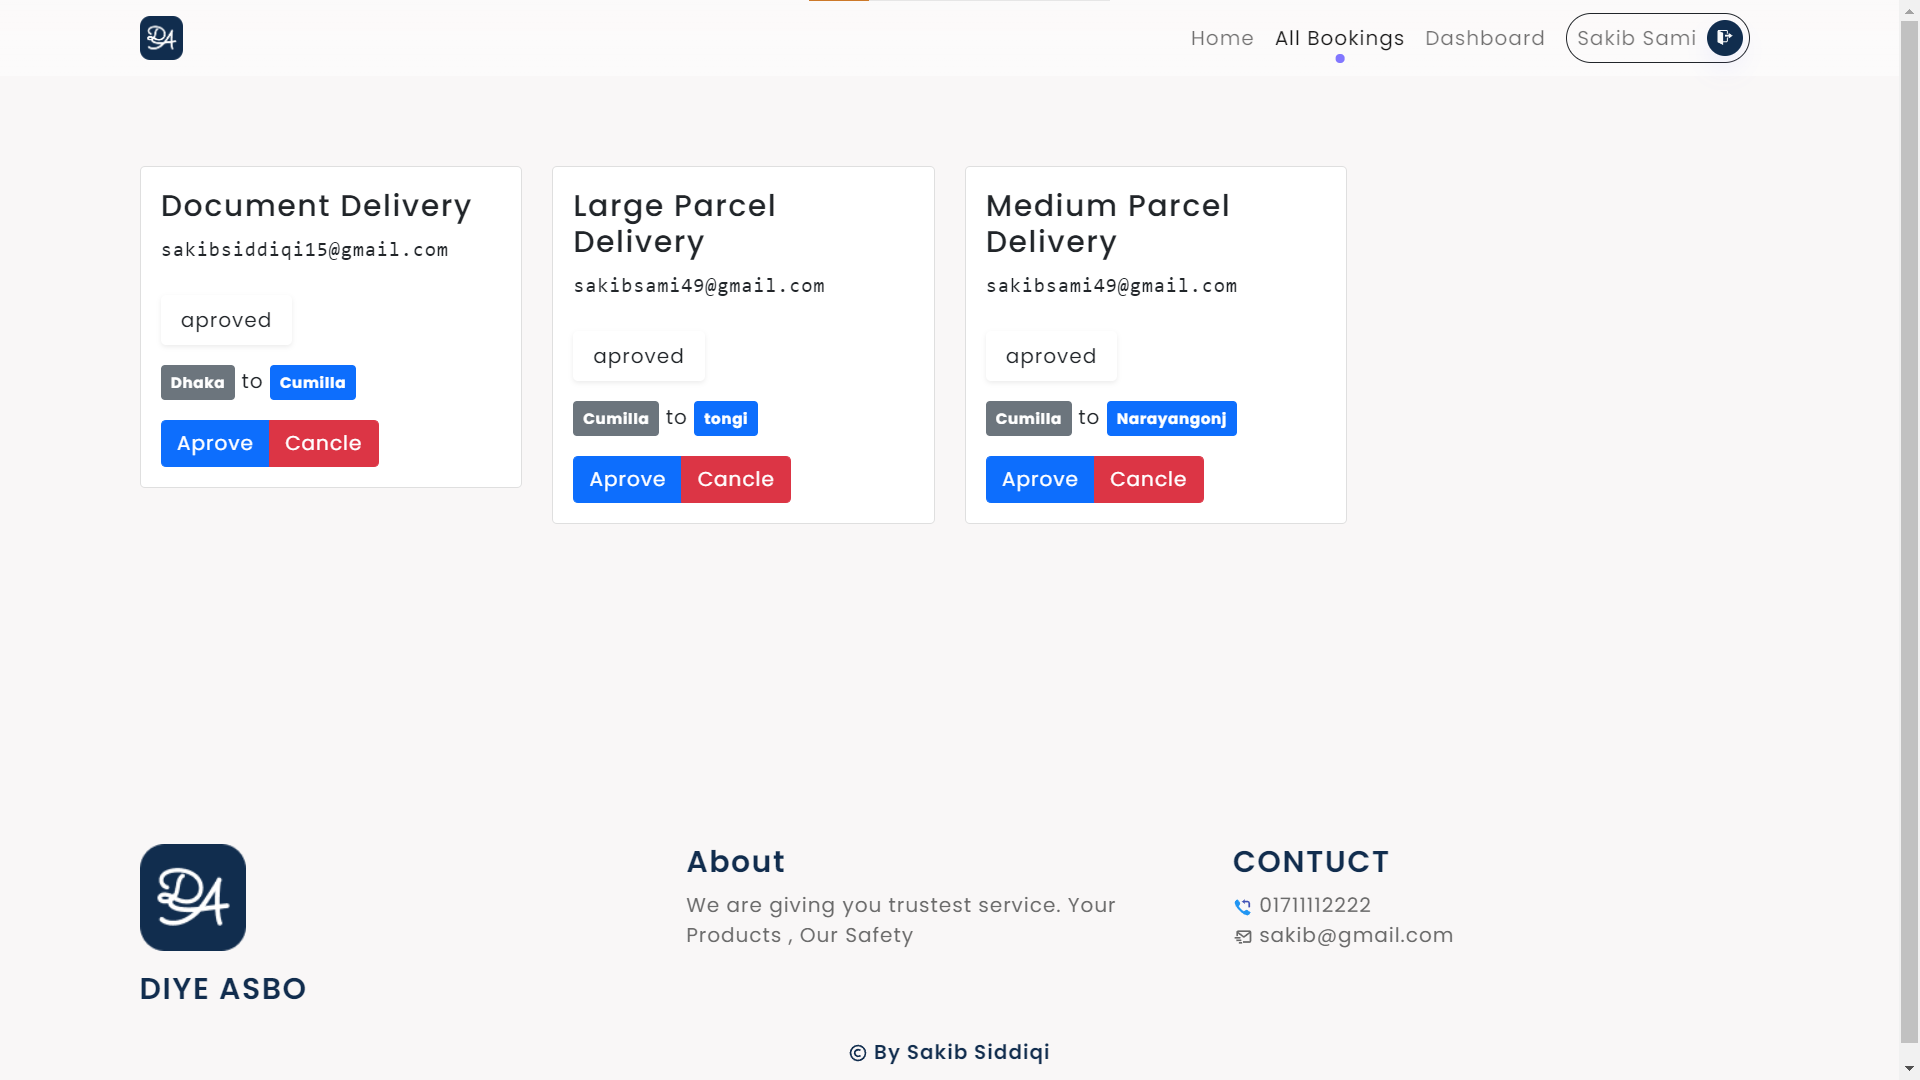 DA
Home All Bookings Dashboard Sakib Sami
Document Delivery
sakibsiddiqi15@gmail.com
aproved
Dhaka to Cumilla
Aprove Cancle
Large Parcel
Delivery
sakibsami49@gmail.com
aproved
Cumilla to tongi
Aprove Cancle
Medium Parcel
Delivery
sakibsami49@gmail.com
aproved
Cumilla to Narayangonj
Aprove Cancle
DA
DIYE ASBO
About
We are giving you trustest service. Your
Products , Our Safety
CONTUCT
01711112222
sakib@gmail.com
© By Sakib Siddiqi